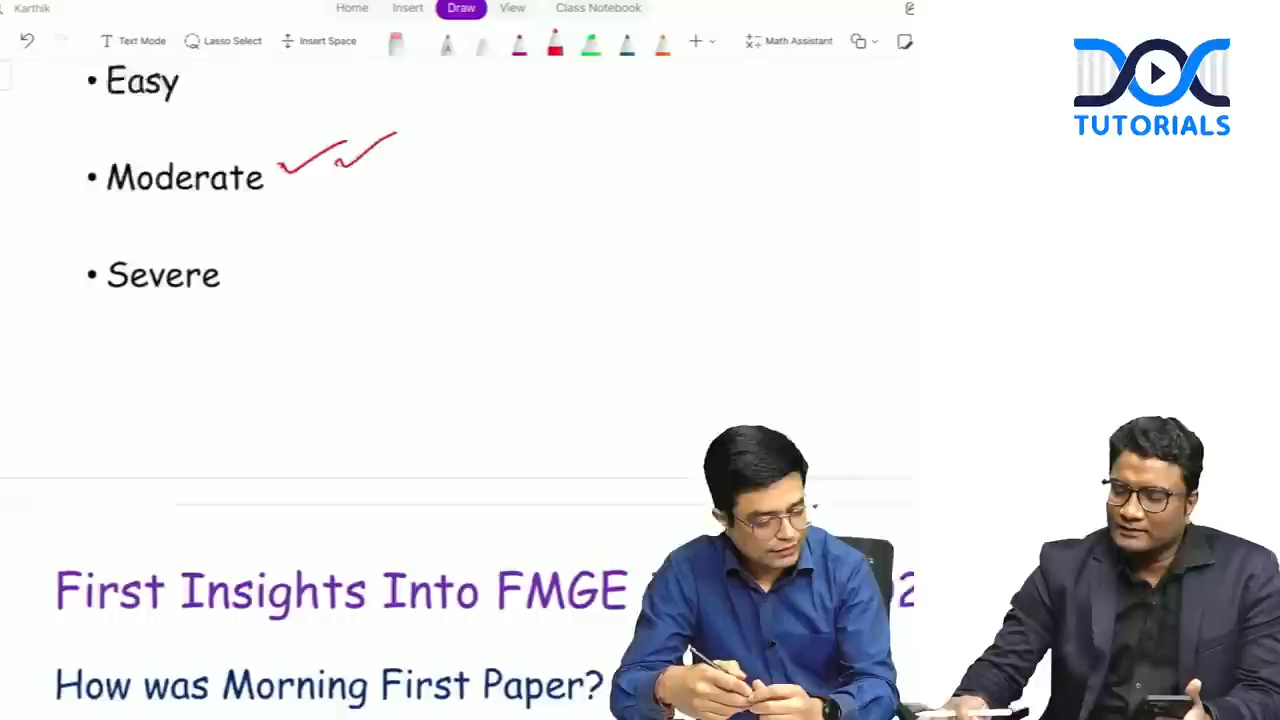 Karthik
Home Insert Draw View Class Notebook
Text Mode Lasso Select Insert Space Math Assistant
• Easy
• Moderate
• Severe
First Insights Into FMGE
How was Morning First Paper?
TUTORIALS